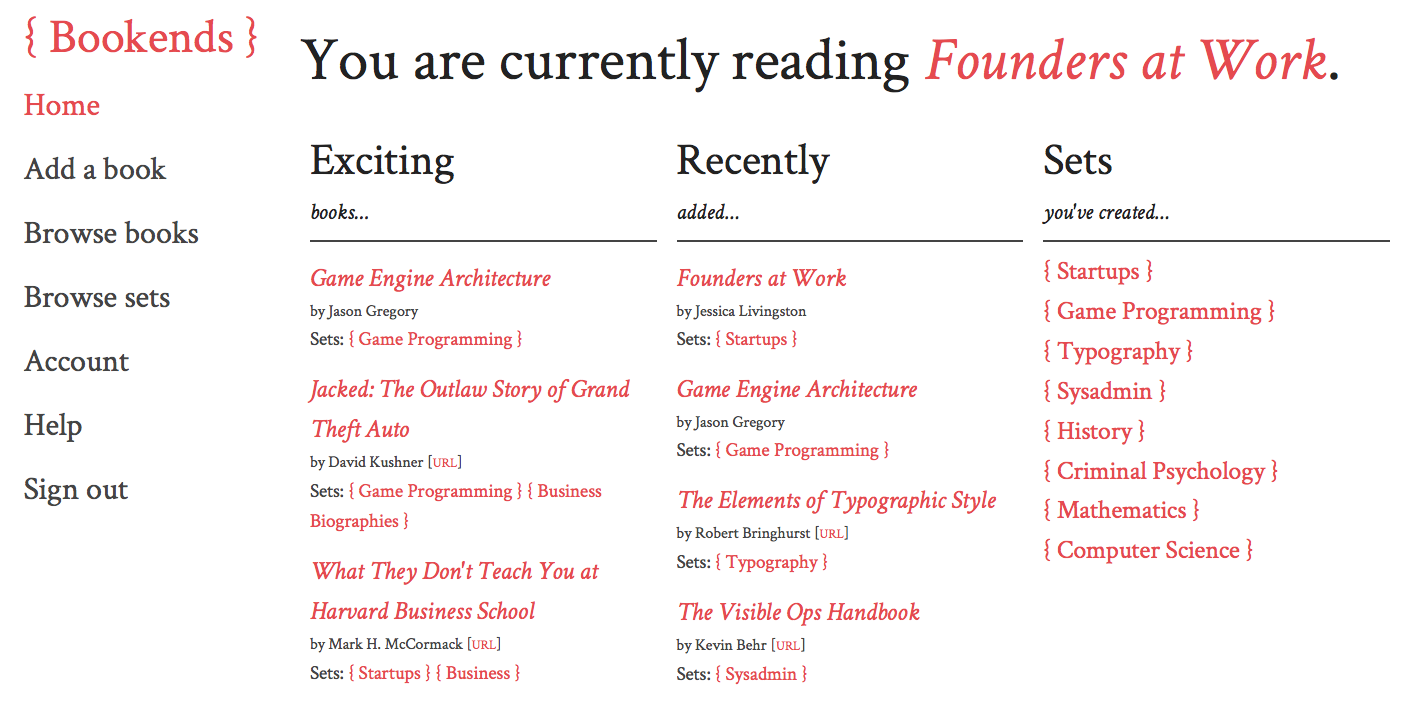 { Bookends }
Home
Add a book
Browse books
Browse sets
Account
Help
Sign out
You are currently reading Founders at Work.
Exciting
books...
Game Engine Architecture
by Jason Gregory
Sets: { Game Programming }
Jacked: The Outlaw Story of Grand
Theft Auto
by David Kushner [URL]
Sets: { Game Programming } { Business
Biographies }
What They Don't Teach You at
Harvard Business School
by Mark H. McCormack [URL]
Sets: { Startups } { Business }
Recently
added...
Founders at Work
by Jessica Livingston
Sets: { Startups }
Game Engine Architecture
by Jason Gregory
Sets: { Game Programming }
The Elements of Typographic Style
by Robert Bringhurst [URL]
Sets: { Typography }
The Visible Ops Handbook
by Kevin Behr [URL]
Sets: { Sysadmin }
Sets
you've created...
{ Startups }
{ Game Programming }
{ Typography }
{ Sysadmin }
{ History }
{ Criminal Psychology }
{ Mathematics }
{ Computer Science }